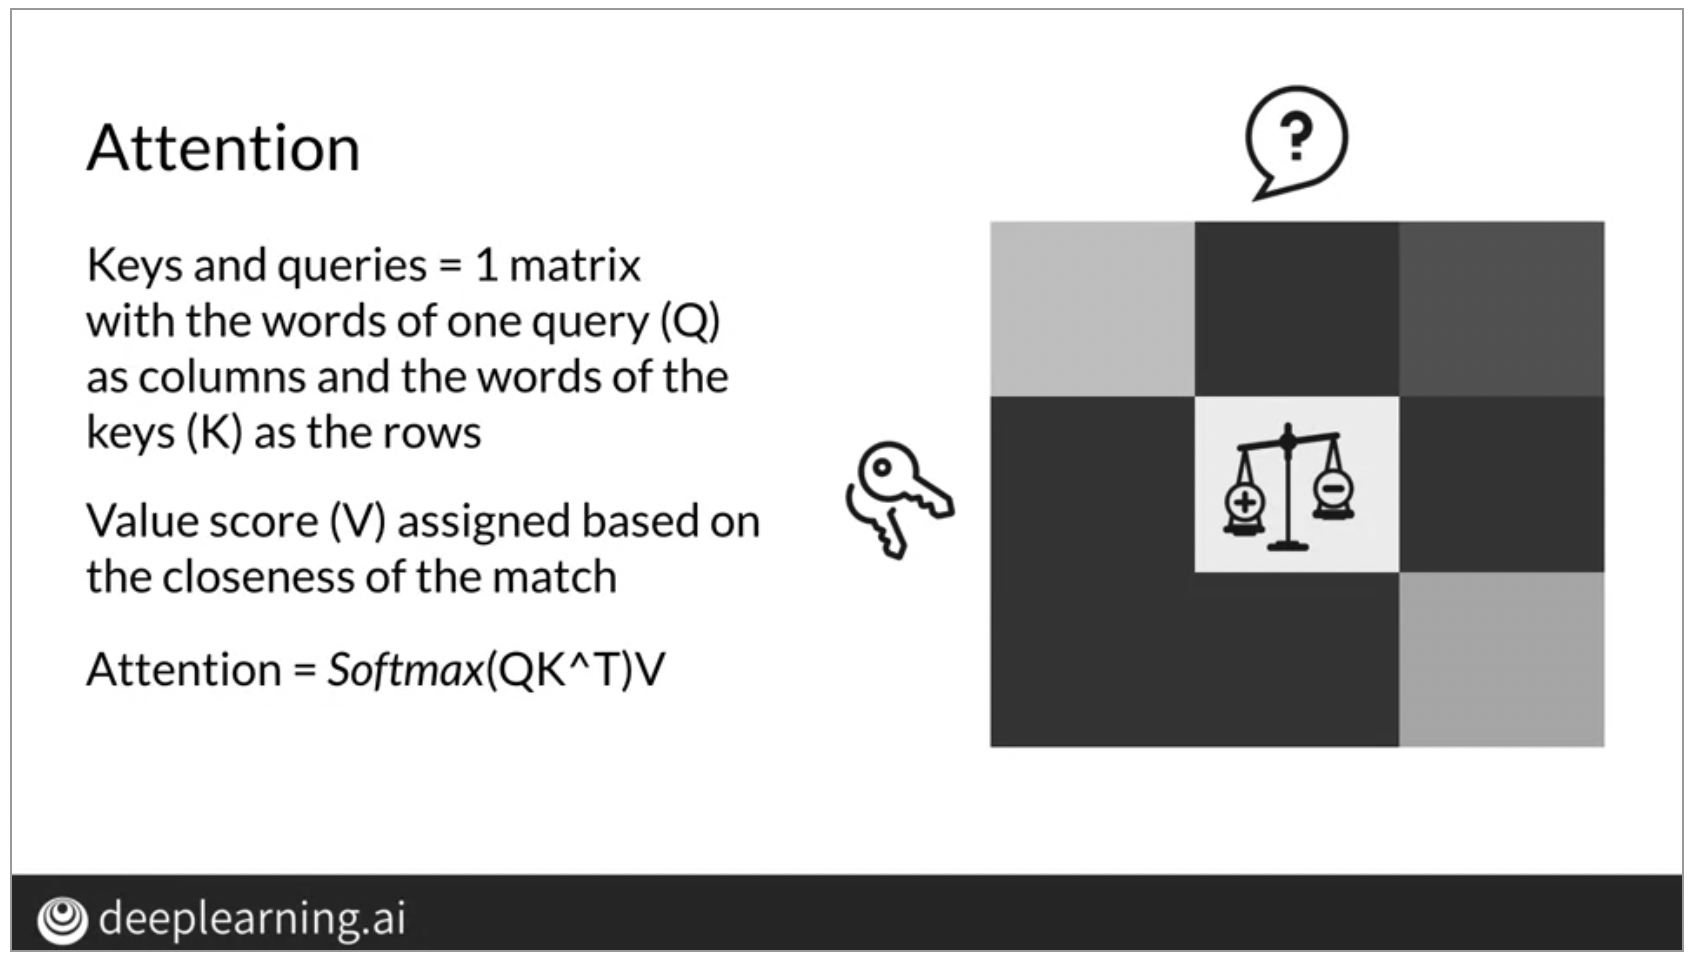 Attention
Keys and queries = 1 matrix
with the words of one query (Q)
as columns and the words of the
keys (K) as the rows
Value score (V) assigned based on
the closeness of the match
Attention = Softmax(QK^T)V
?
deeplearning.ai